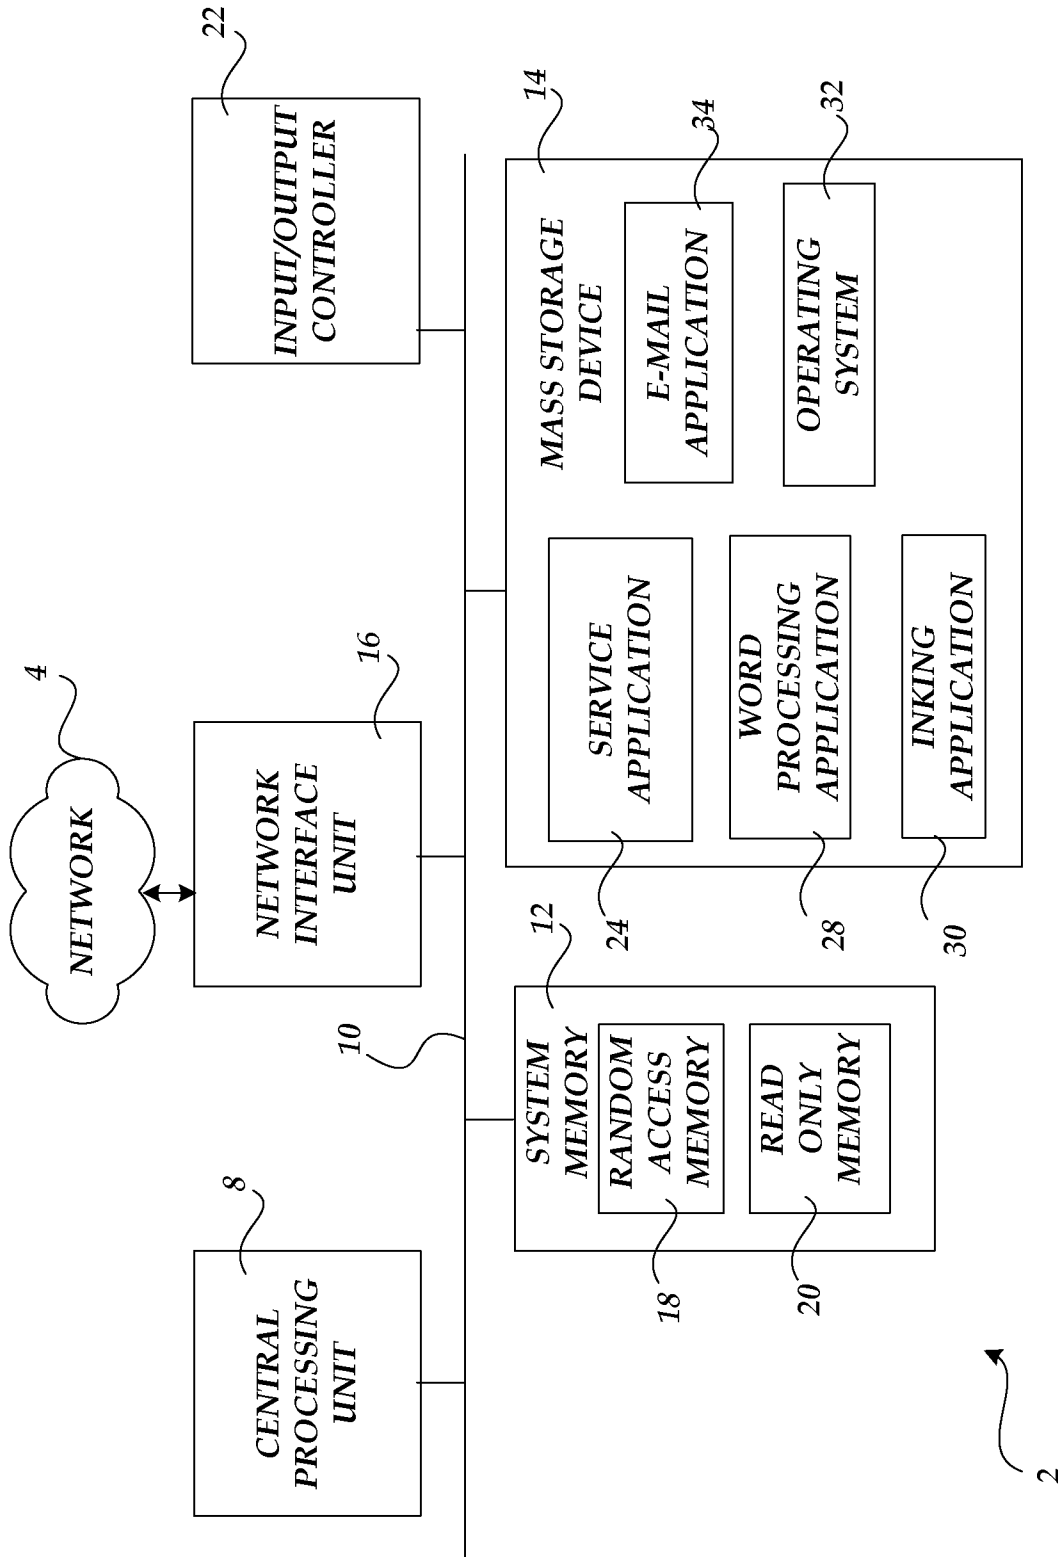 4
NETWORK
8
CENTRAL
PROCESSING
UNIT
16
NETWORK
INTERFACE
UNIT
22
INPUT/OUTPUT
CONTROLLER
10
12
SYSTEM
MEMORY
RANDOM
ACCESS
MEMORY
18
READ
ONLY
MEMORY
20
14
MASS STORAGE
DEVICE
SERVICE
APPLICATION
24
34
E-MAIL
APPLICATION
WORD
PROCESSING
APPLICATION
28
32
OPERATING
SYSTEM
INKING
APPLICATION
30
2